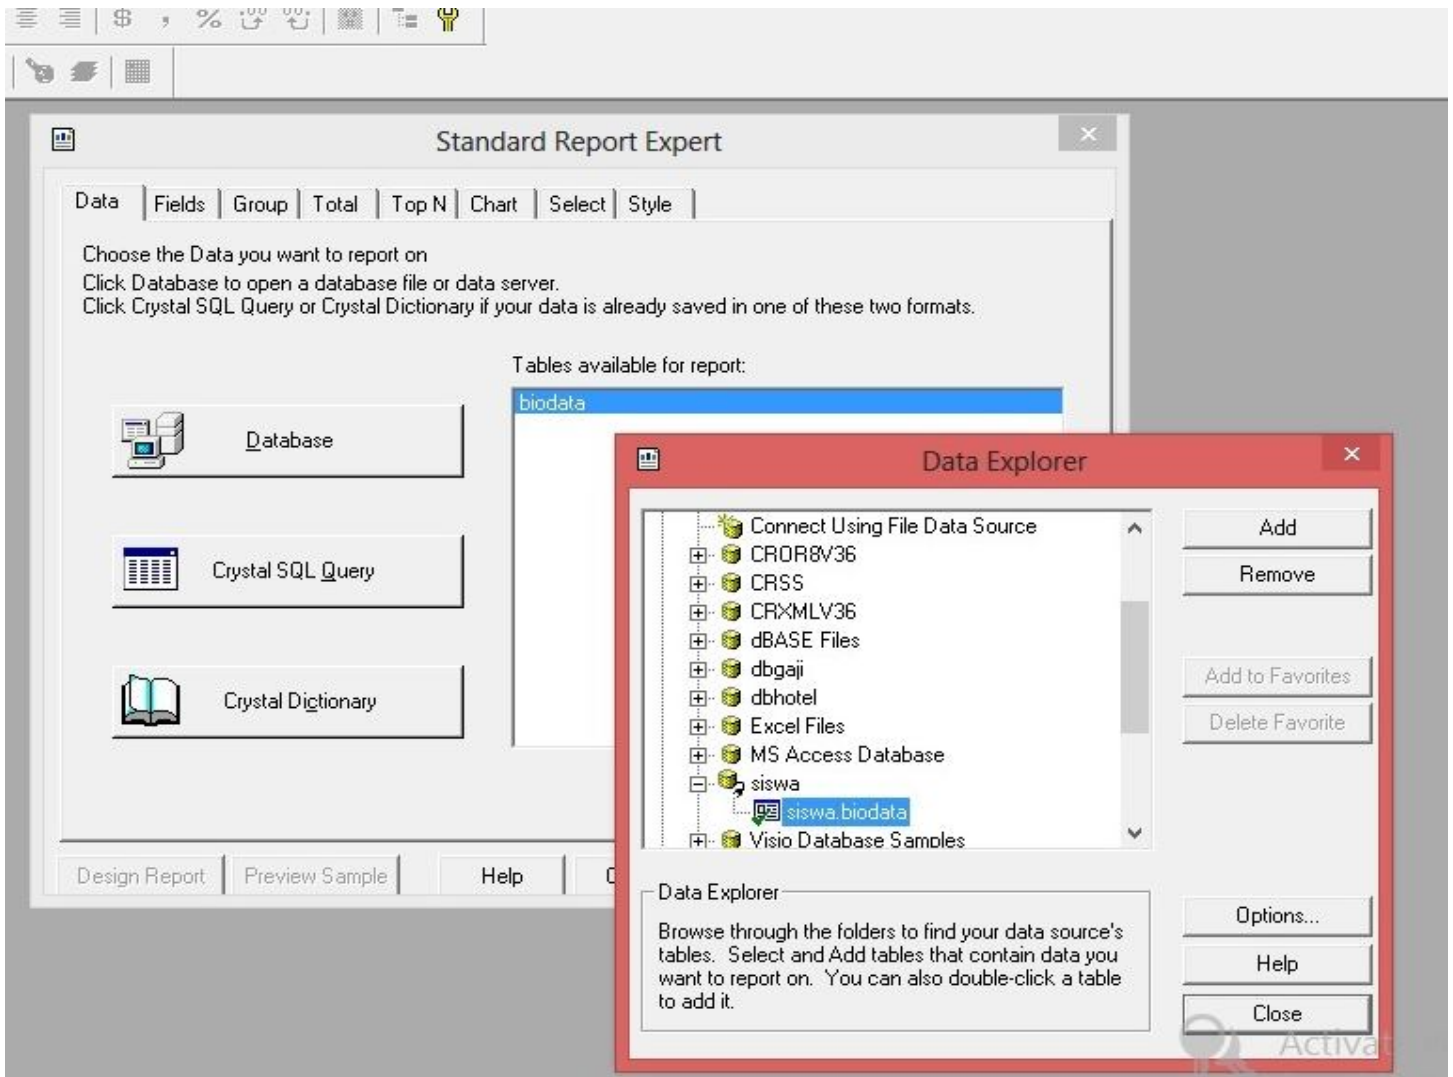 $ , %
Standard Report Expert
Data Fields Group Total Top N Chart Select Style
Choose the Data you want to report on
Click Database to open a database file or data server.
Click Crystal SQL Query or Crystal Dictionary if your data is already saved in one of these two formats.
Tables available for report:
biodata
Database
Crystal SQL Query
Crystal Dictionary
Design Report Preview Sample Help
Data Explorer
Connect Using File Data Source
CROR8V36
CRSS
CRXMLV36
dBASE Files
dbgaji
dbhotel
Excel Files
MS Access Database
siswa
siswa.biodata
Visio Database Samples
Add
Remove
Add to Favorites
Delete Favorite
Data Explorer
Browse through the folders to find your data source's
tables. Select and Add tables that contain data you
want to report on. You can also double-click a table
to add it.
Options...
Help
Close
Activat